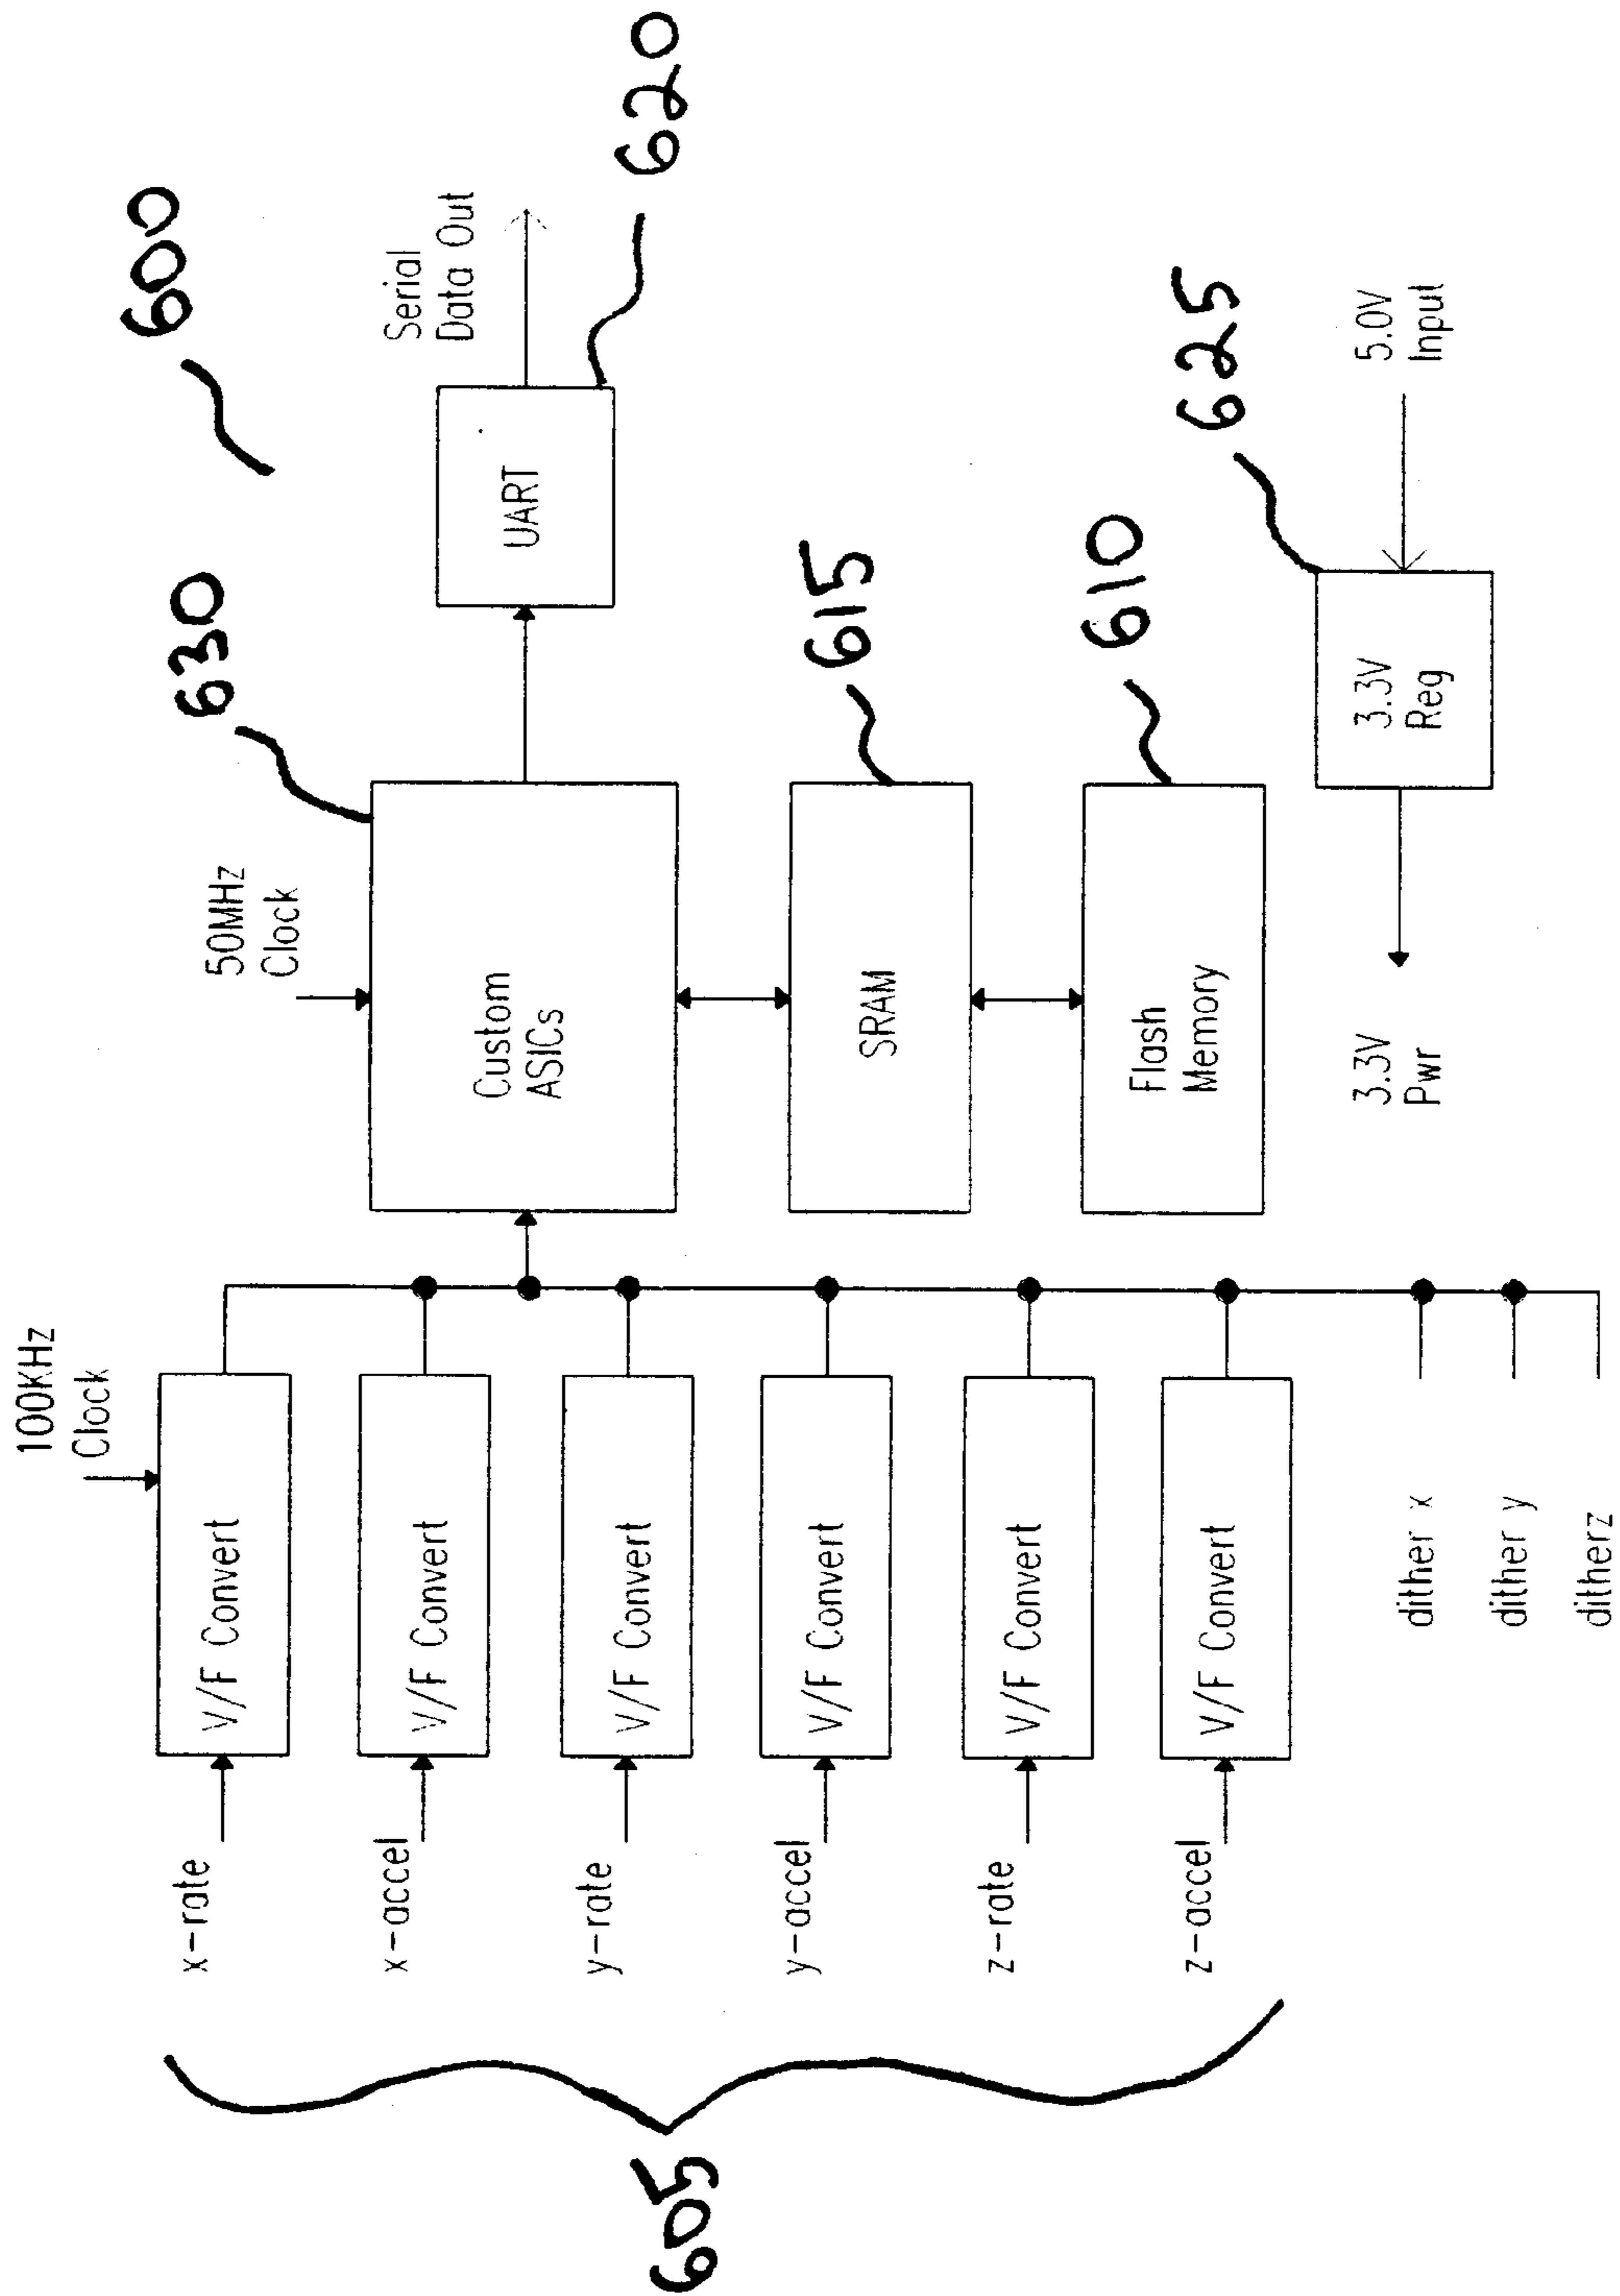 600
100KHz
Clock
50MHz
Clock
630
Serial
Data Out
x-rate
V/F Convert
x-accel
V/F Convert
Custom
ASICs
UART
620
y-rate
V/F Convert
605
y-accel
V/F Convert
SRAM
615
z-rate
V/F Convert
Flash
Memory
610
z-accel
V/F Convert
625
dither x
dither y
ditherz
3.3V
Pwr
3.3V
Reg
5.0V
Input